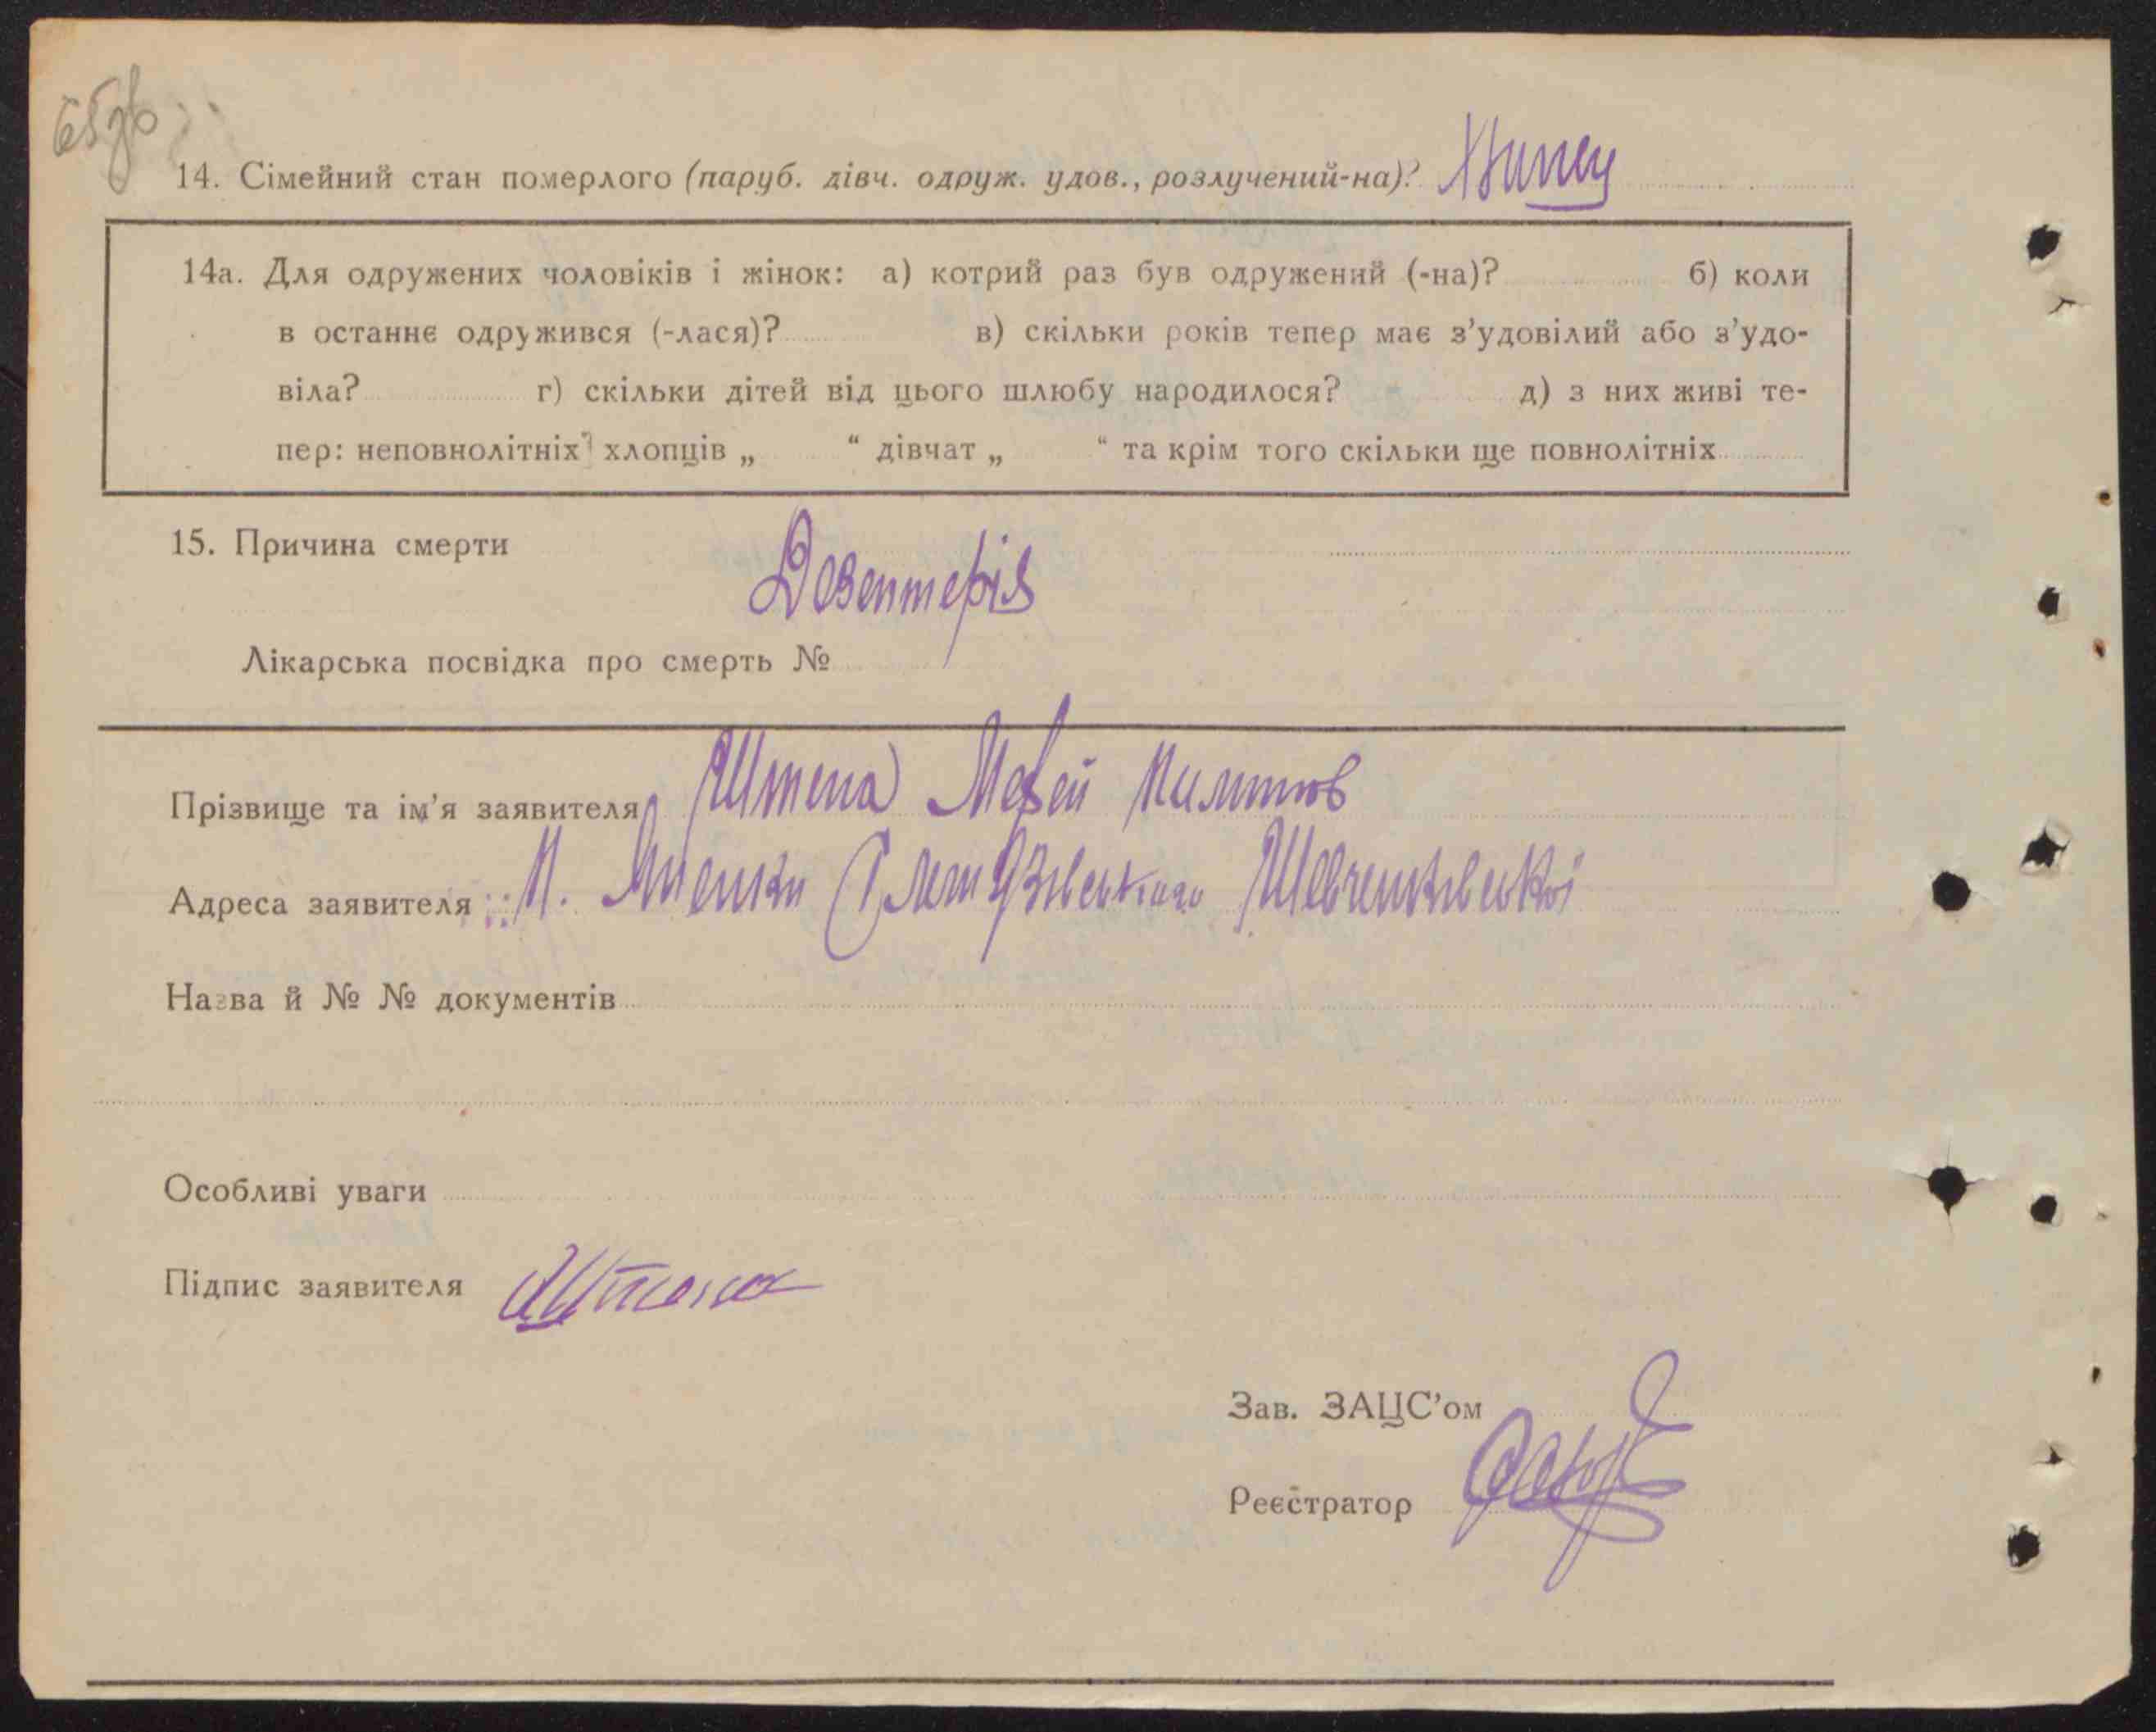 65зв
14. Сімейний стан померлого (паруб. дівч. одруж. удов., розлучений-на)?
14а. Для одружених чоловіків і жінок: а) котрий раз був одружений (-на)? б) коли
в останнє одружився (-лася)? в) скільки років тепер має з’удовілий або з’удо-
віла? г) скільки дітей від цього шлюбу народилося? д) з них живі те-
пер: неповнолітніх хлопців „ “ дівчат „ “ та крім того скільки ще повнолітніх
15. Причина смерти
Дезентерія
Лікарська посвідка про смерть №
Прізвище та ім’я заявителя Штепа
Адреса заявителя
Назва й № № документів
Особливі уваги
Підпис заявителя Штепа
Зав. ЗАЦС’ом
Реєстратор